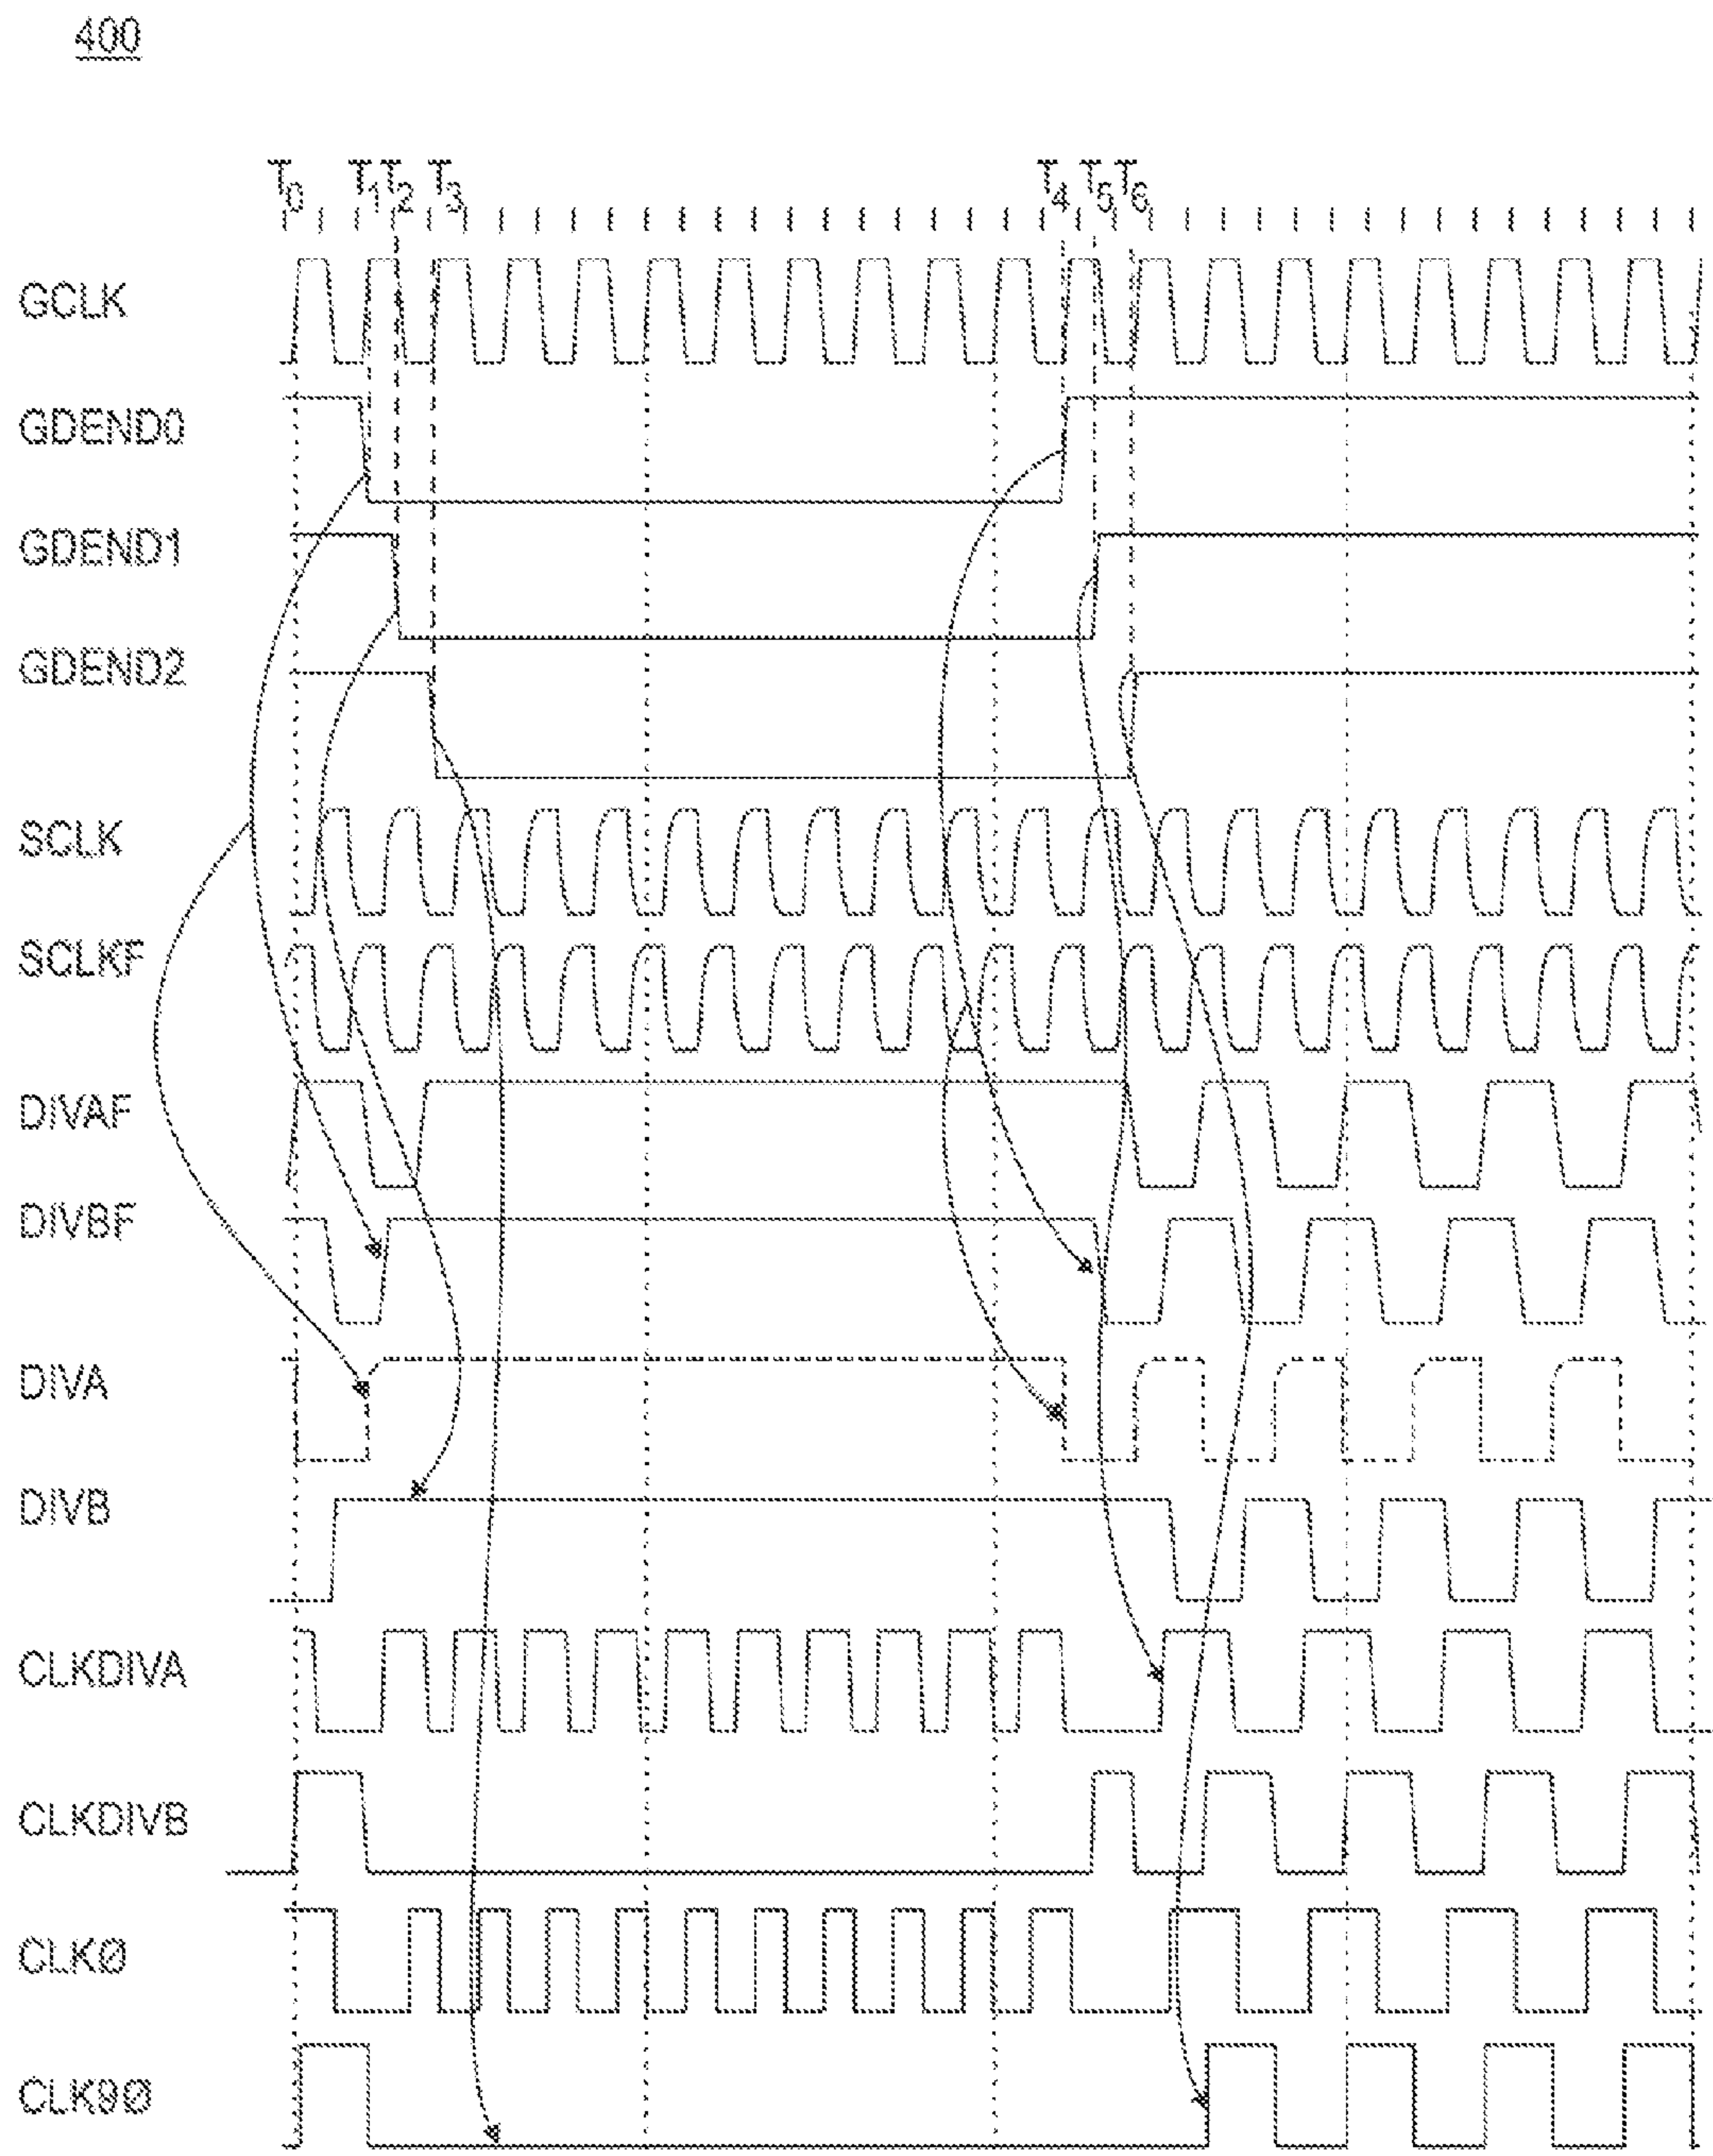 400
T0 T1 T2 T3 T4 T5 T6
GCLK
GDEND0
GDEND1
GDEND2
SCLK
SCLKF
DIVAF
DIVBF
DIVA
DIVB
CLKDIVA
CLKDIVB
CLK0
CLK90